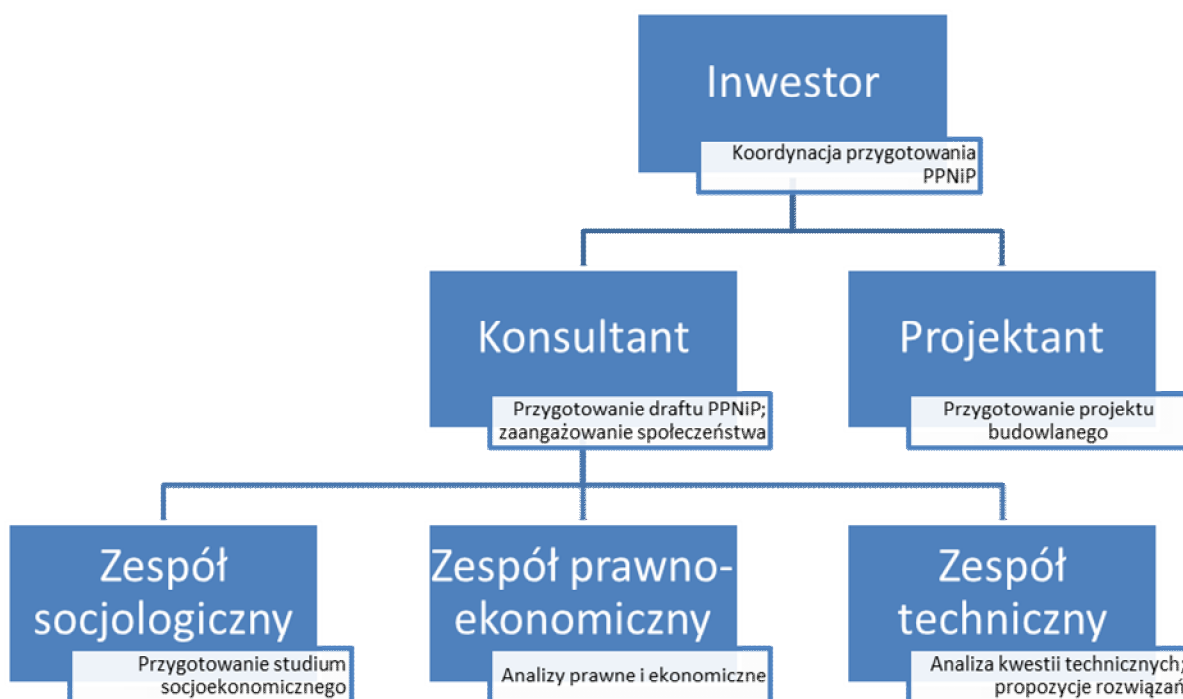 Inwestor
Koordynacja przygotowania
PPNiP
Konsultant
Przygotowanie draftu PPNiP;
zaangażowanie społeczeństwa
Projektant
Przygotowanie projektu
budowlanego
Zespół
socjologiczny
Przygotowanie studium
socjoekonomicznego
Zespół prawno-
ekonomiczny
Analizy prawne i ekonomiczne
Zespół
techniczny
Analiza kwestii technicznych;
propozycje rozwiązań